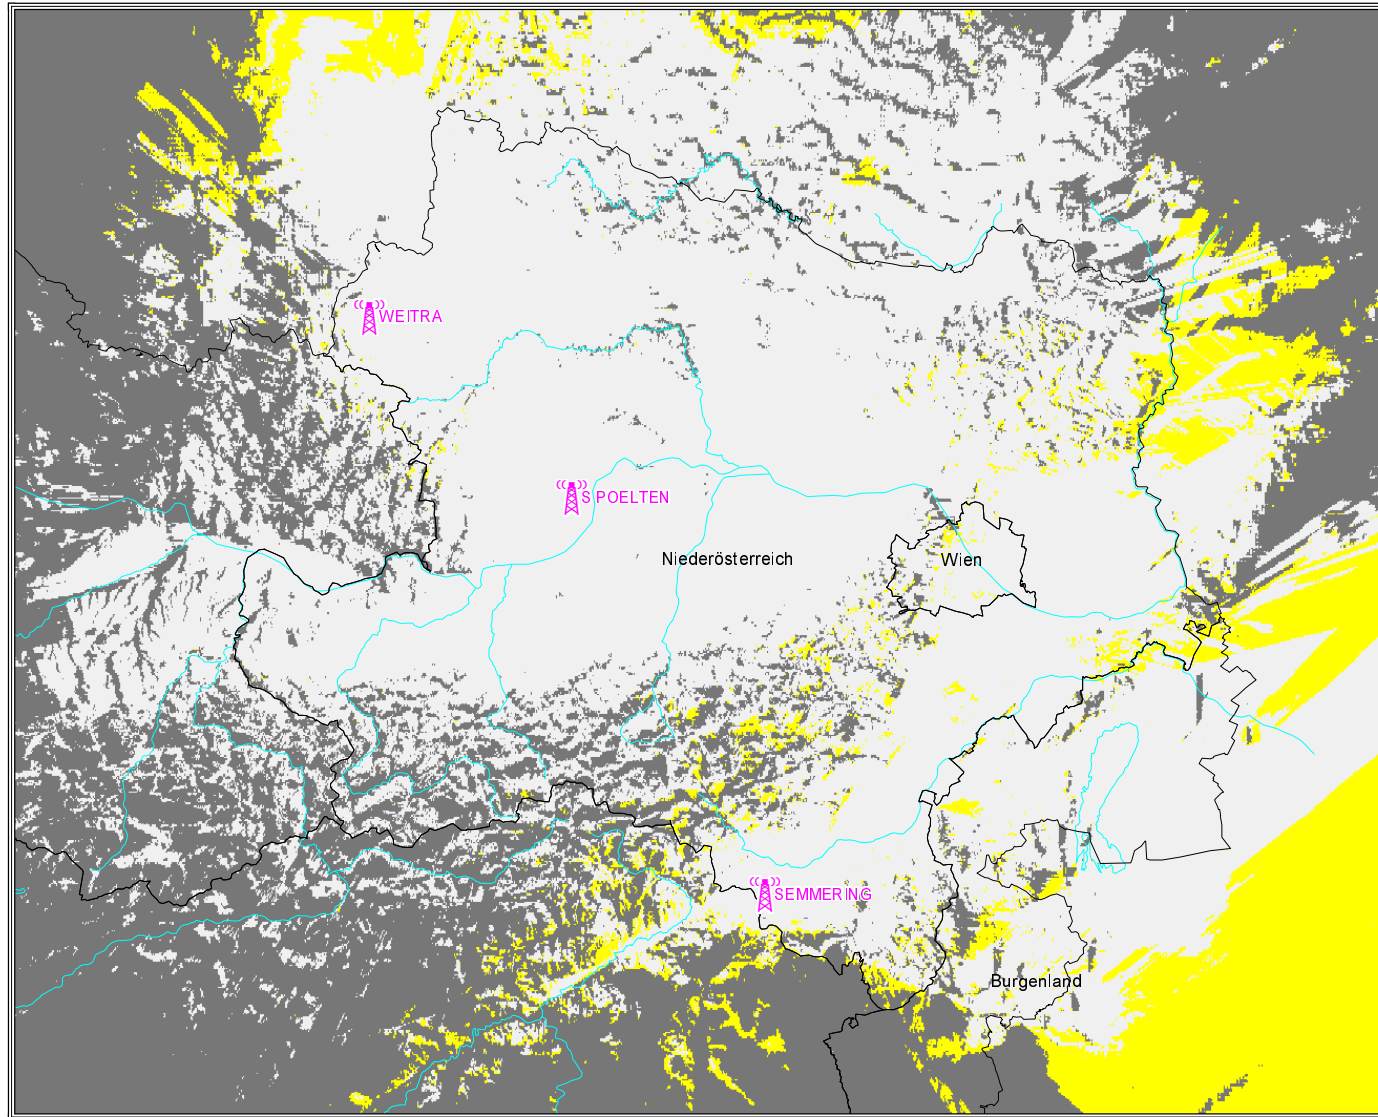 WEITRA
S POELTEN
Niederösterreich
Wien
SEMMERING
Burgenland